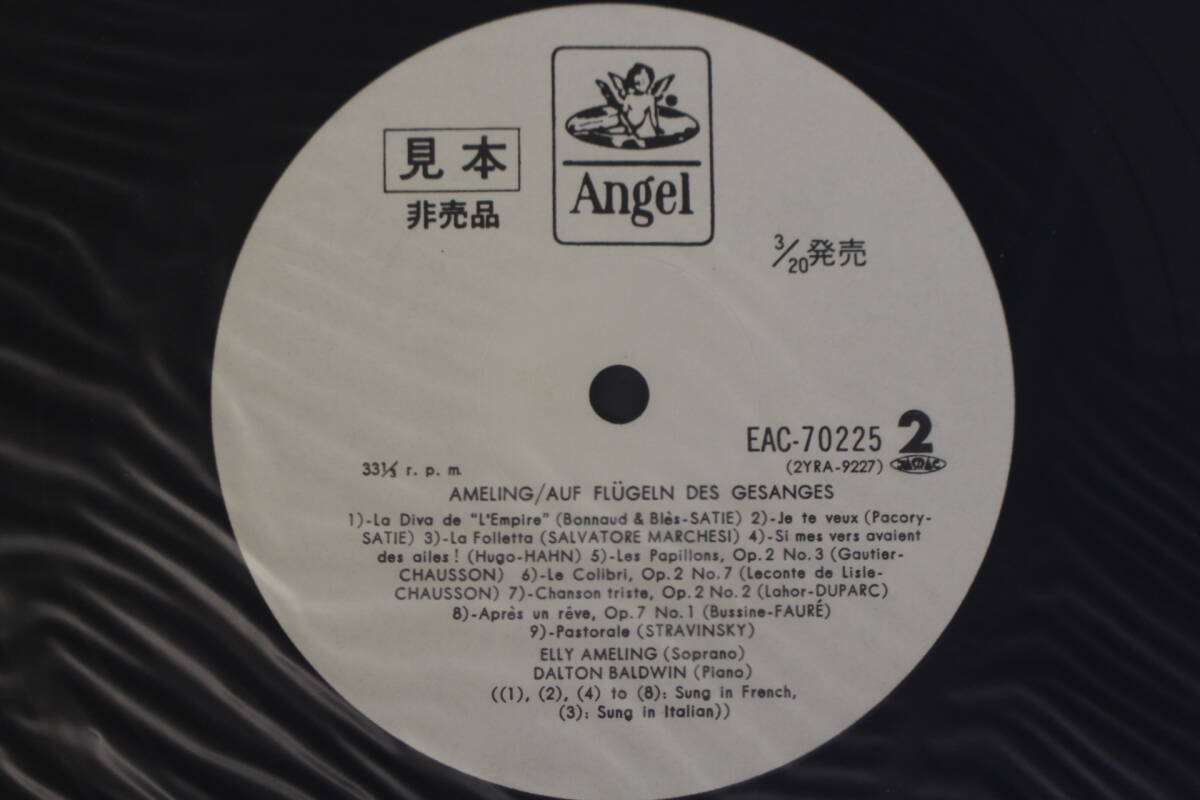 見本
非売品
Angel
3/20発売
EAC-70225 2
(2YRA-9227)
33⅓ r. p. m.
AMELING/AUF FLÜGELN DES GESANGES
1)-La Diva de "L'Empire" (Bonnaud & Blès-SATIE) 2)-Je te veux (Pacory-
SATIE) 3)-La Folletta (SALVATORE MARCHESI) 4)-Si mes vers avaient
des ailes! (Hugo-HAHN) 5)-Les Papillons, Op. 2 No. 3 (Gautier-
CHAUSSON) 6)-Le Colibri, Op. 2 No. 7 (Leconte de Lisle-
CHAUSSON) 7)-Chanson triste, Op. 2 No. 2 (Lahor-DUPARC)
8)-Après un rêve, Op. 7 No. 1 (Bussine-FAURÉ)
9)-Pastorale (STRAVINSKY)
ELLY AMELING (Soprano)
DALTON BALDWIN (Piano)
((1), (2), (4) to (8): Sung in French,
(3): Sung in Italian))